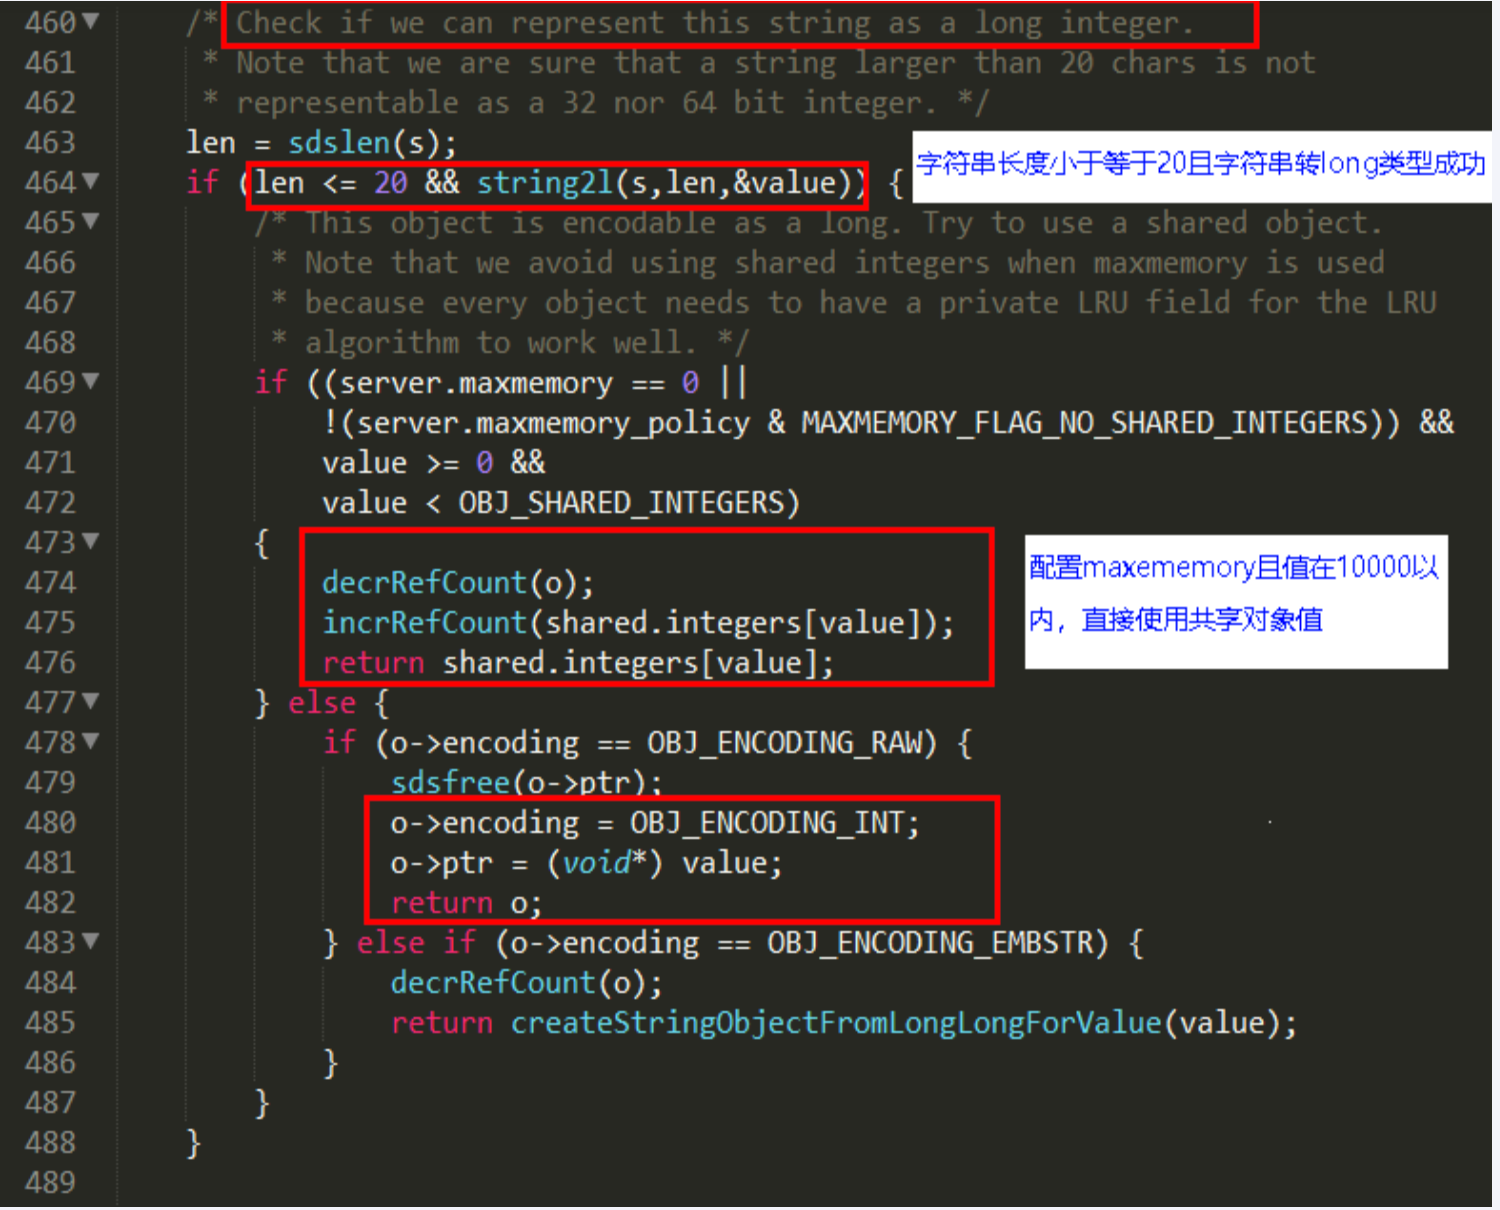 460▼ /* Check if we can represent this string as a long integer.
461 * Note that we are sure that a string larger than 20 chars is not
462 * representable as a 32 nor 64 bit integer. */
463 len = sdslen(s);
464▼ if (len <= 20 && string2l(s,len,&value)) { 字符串长度小于等于20且字符串转long类型成功
465▼ /* This object is encodable as a long. Try to use a shared object.
466 * Note that we avoid using shared integers when maxmemory is used
467 * because every object needs to have a private LRU field for the LRU
468 * algorithm to work well. */
469▼ if ((server.maxmemory == 0 ||
470 !(server.maxmemory_policy & MAXMEMORY_FLAG_NO_SHARED_INTEGERS)) &&
471 value >= 0 &&
472 value < OBJ_SHARED_INTEGERS)
473▼ {
配置maxememory且值在10000以
474 decrRefCount(o);
475 incrRefCount(shared.integers[value]);
内，直接使用共享对象值
476 return shared.integers[value];
477▼ } else {
478▼ if (o->encoding == OBJ_ENCODING_RAW) {
479 sdsfree(o->ptr);
480 o->encoding = OBJ_ENCODING_INT;
481 o->ptr = (void*) value;
482 return o;
483▼ } else if (o->encoding == OBJ_ENCODING_EMBSTR) {
484 decrRefCount(o);
485 return createStringObjectFromLongLongForValue(value);
486 }
487 }
488 }
489